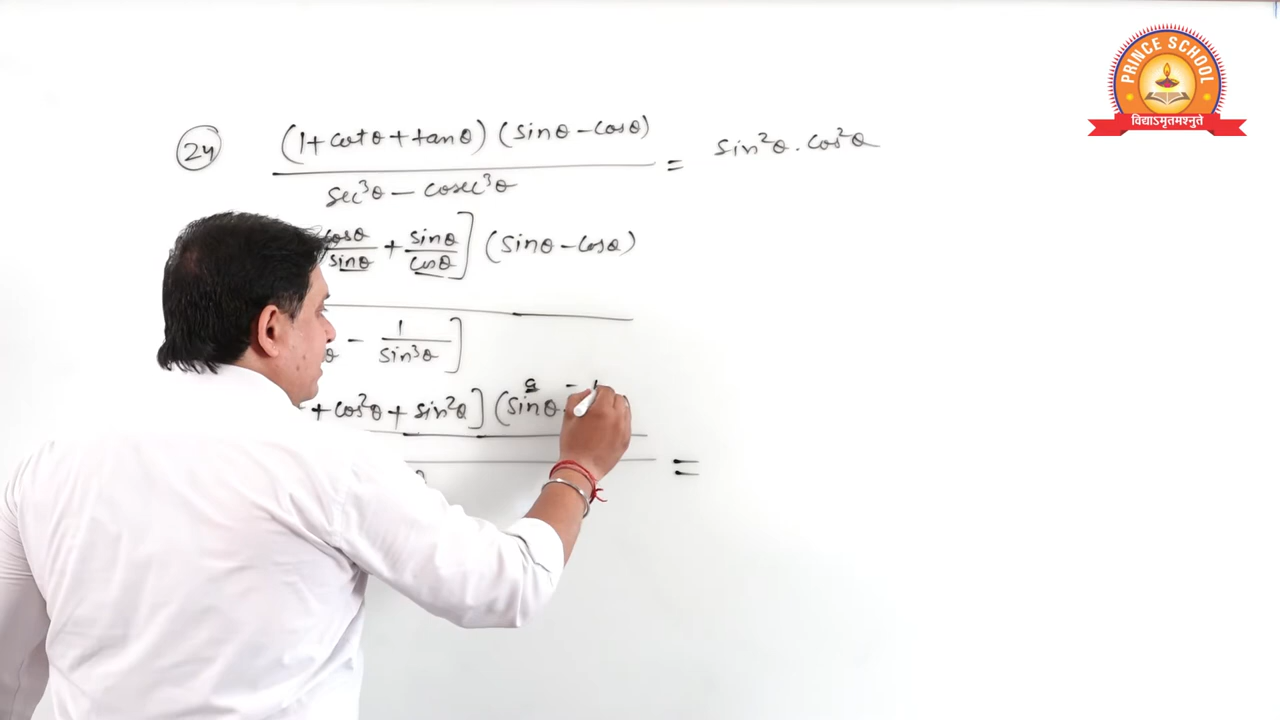 PRINCE SCHOOL
विद्याऽमृतमश्नुते
24 (1+cotθ+tanθ) (sinθ-cosθ) / sec³θ - cosec³θ = sin²θ.cos²θ
cosθ/sinθ + sinθ/cosθ] (sinθ-cosθ)
θ - 1/sin³θ]
a -
+cos²θ + sin²θ] (sinθ
=